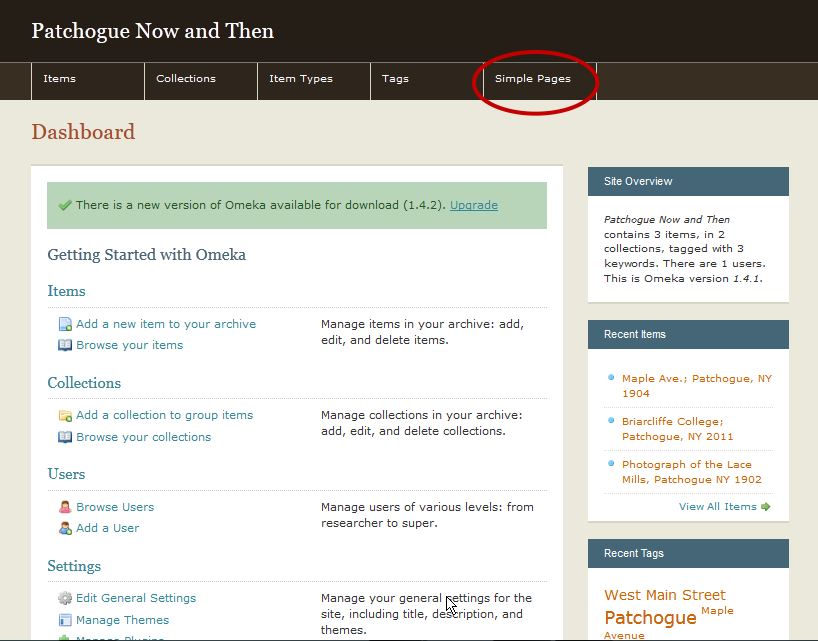 Patchogue Now and Then
Items
Collections
Item Types
Tags
Simple Pages
Dashboard
There is a new version of Omeka available for download (1.4.2). Upgrade
Getting Started with Omeka
Items
Add a new item to your archive
Browse your items
Manage items in your archive: add,
edit, and delete items.
Collections
Add a collection to group items
Browse your collections
Manage collections in your archive:
add, edit, and delete collections.
Users
Browse Users
Add a User
Manage users of various levels: from
researcher to super.
Settings
Edit General Settings
Manage Themes
Manage Plugins
Manage your general settings for the
site, including title, description, and
themes.
Site Overview
Patchogue Now and Then
contains 3 items, in 2
collections, tagged with 3
keywords. There are 1 users.
This is Omeka version 1.4.1.
Recent Items
Maple Ave.; Patchogue, NY
1904
Briarcliffe College;
Patchogue, NY 2011
Photograph of the Lace
Mills, Patchogue NY 1902
View All Items
Recent Tags
West Main Street
Patchogue Maple
Avenue